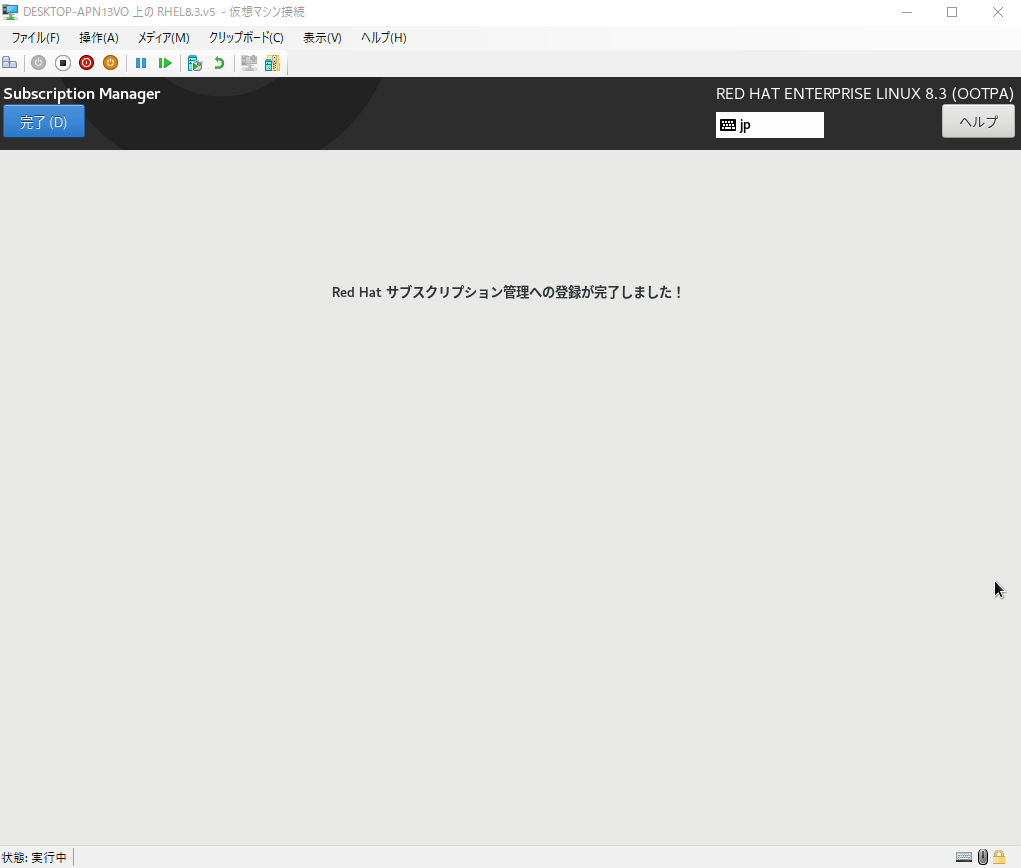 DESKTOP-APN13VO 上の RHEL8.3.v5 - 仮想マシン接続
ファイル(F) 操作(A) メディア(M) クリップボード(C) 表示(V) ヘルプ(H)
Subscription Manager
RED HAT ENTERPRISE LINUX 8.3 (OOTPA)
完了 (D)
jp
ヘルプ
Red Hat サブスクリプション管理への登録が完了しました！
状態: 実行中